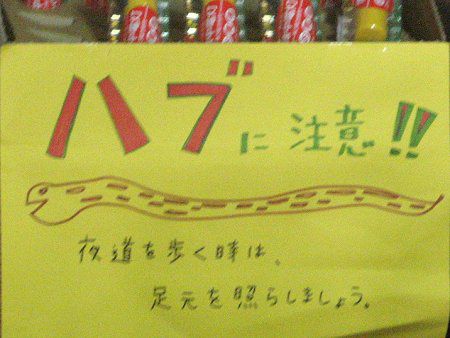 ハブに注意!!
夜道を歩く時は、
足元を照らしましょう。